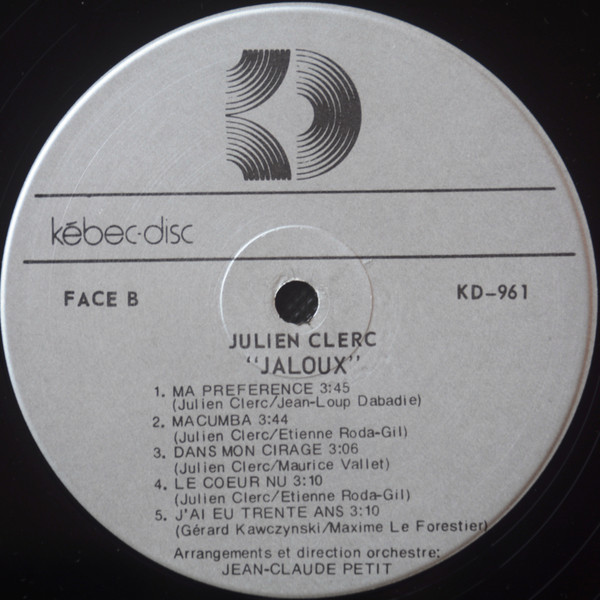 kébec-disc
FACE B
KD-961
JULIEN CLERC
"JALOUX"
1. MA PREFERENCE 3:45
(Julien Clerc/Jean-Loup Dabadie)
2. MACUMBA 3:44
(Julien Clerc/Etienne Roda-Gil)
3. DANS MON CIRAGE 3:06
(Julien Clerc/Maurice Vallet)
4. LE COEUR NU 3:10
(Julien Clerc/Etienne Roda-Gil)
5. J'AI EU TRENTE ANS 3:10
(Gérard Kawczynski/Maxime Le Forestier)
Arrangements et direction orchestre:
JEAN-CLAUDE PETIT